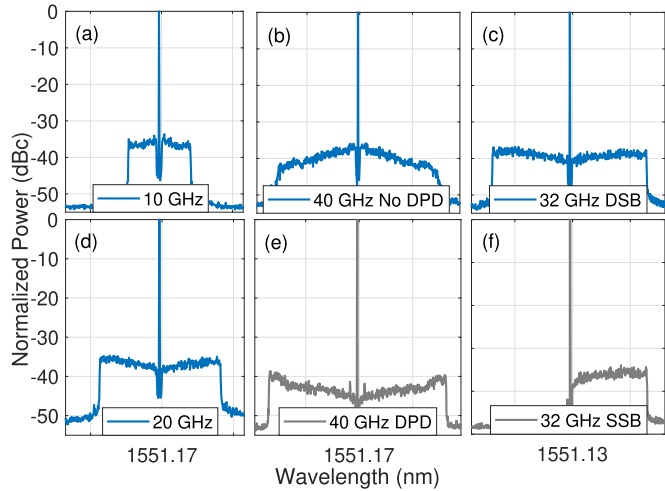 Normalized Power (dBc)
0
-10
-20
-30
-40
-50
(a)
10 GHz
(b)
40 GHz No DPD
(c)
32 GHz DSB
0
-10
-20
-30
-40
-50
(d)
20 GHz
(e)
40 GHz DPD
(f)
32 GHz SSB
1551.17
1551.17
1551.13
Wavelength (nm)